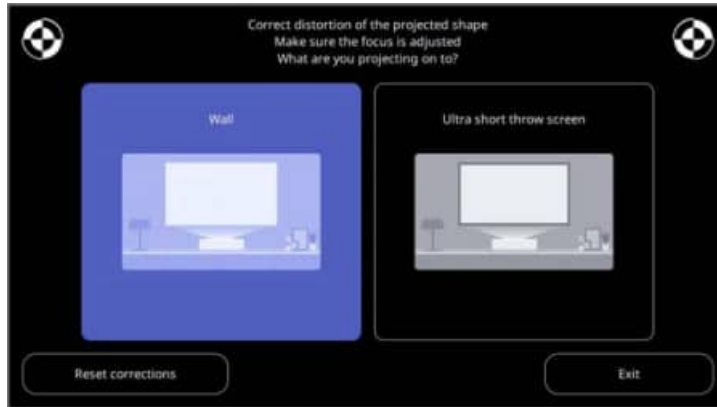 Correct distortion of the projected shape
Make sure the focus is adjusted
What are you projecting on to?
Wall
Ultra short throw screen
Reset corrections
Exit